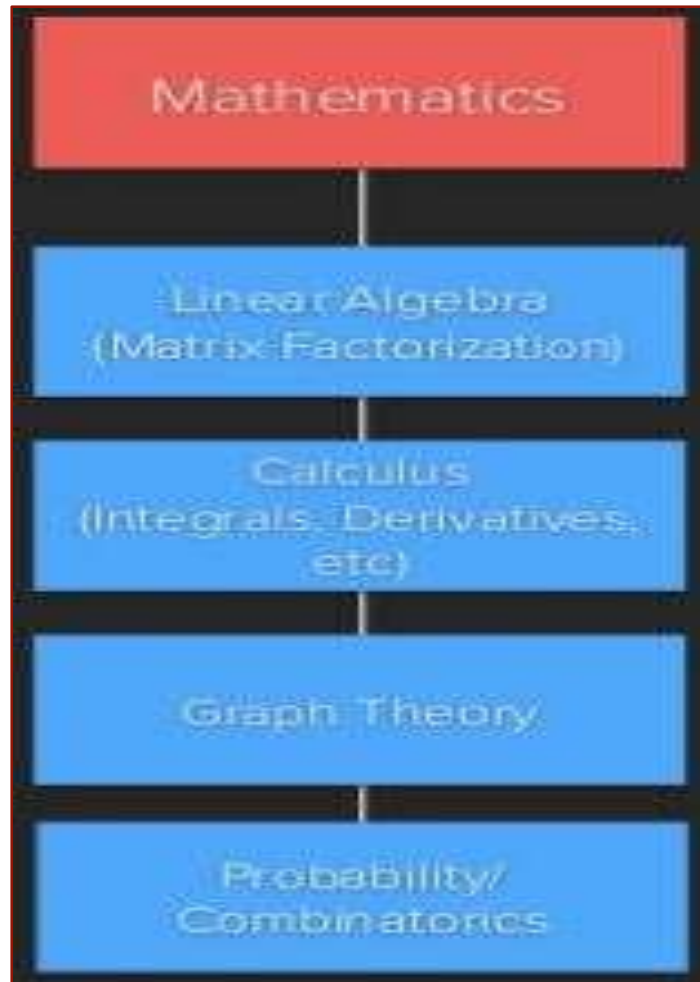 Mathematics
Linear Algebra
(Matrix Factorization)
Calculus
(Integrals, Derivatives,
etc)
Graph Theory
Probability/
Combinatorics